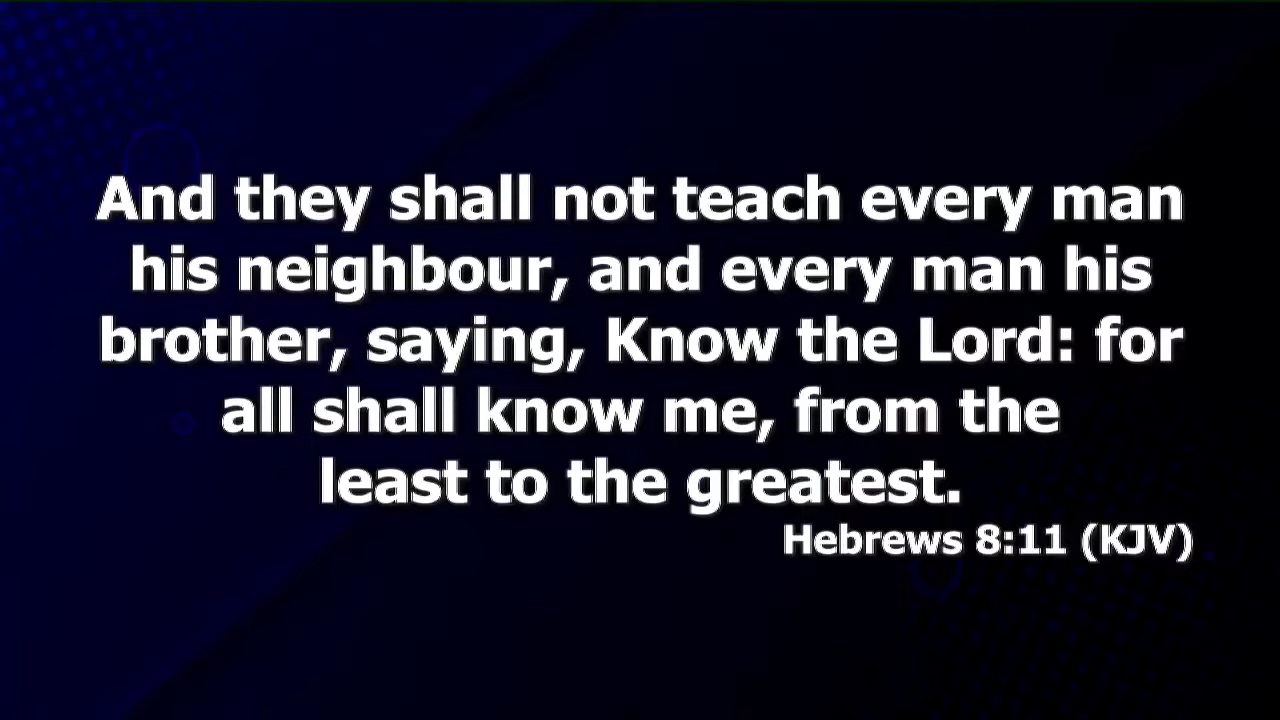 And they shall not teach every man
his neighbour, and every man his
brother, saying, Know the Lord: for
all shall know me, from the
least to the greatest.
Hebrews 8:11 (KJV)